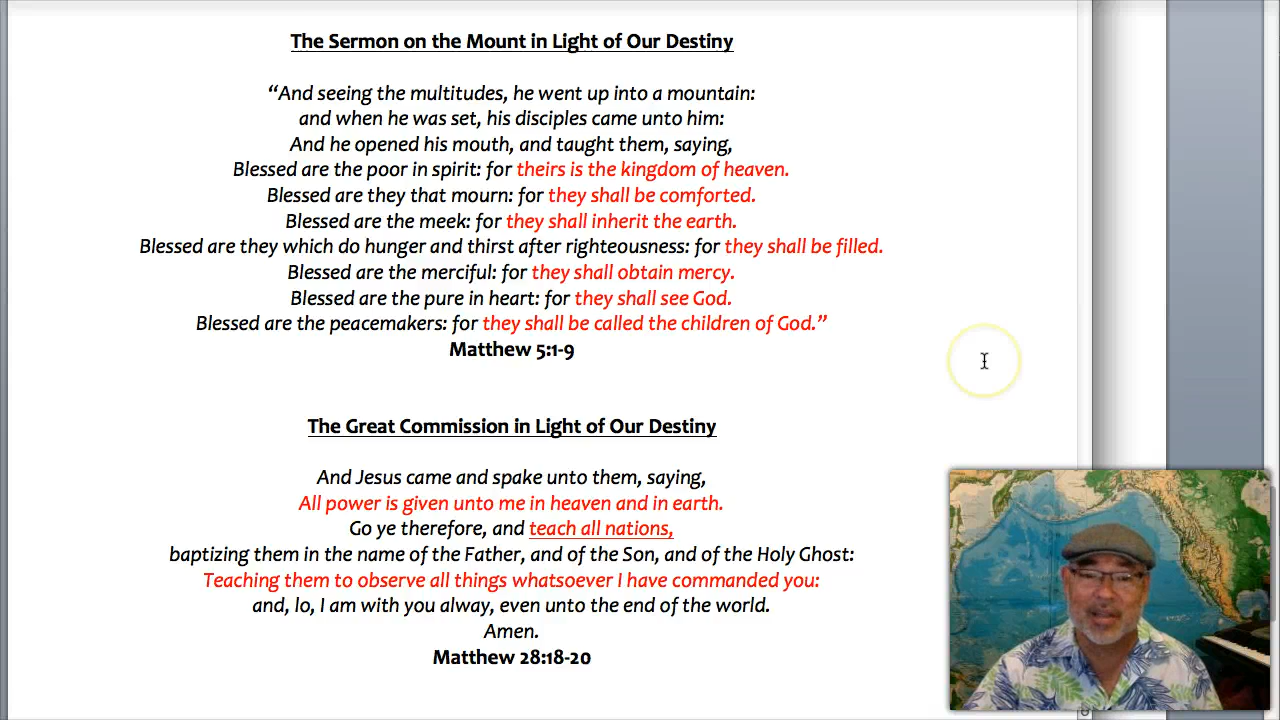 The Sermon on the Mount in Light of Our Destiny
“And seeing the multitudes, he went up into a mountain:
and when he was set, his disciples came unto him:
And he opened his mouth, and taught them, saying,
Blessed are the poor in spirit: for theirs is the kingdom of heaven.
Blessed are they that mourn: for they shall be comforted.
Blessed are the meek: for they shall inherit the earth.
Blessed are they which do hunger and thirst after righteousness: for they shall be filled.
Blessed are the merciful: for they shall obtain mercy.
Blessed are the pure in heart: for they shall see God.
Blessed are the peacemakers: for they shall be called the children of God.”
Matthew 5:1-9
The Great Commission in Light of Our Destiny
And Jesus came and spake unto them, saying,
All power is given unto me in heaven and in earth.
Go ye therefore, and teach all nations,
baptizing them in the name of the Father, and of the Son, and of the Holy Ghost:
Teaching them to observe all things whatsoever I have commanded you:
and, lo, I am with you alway, even unto the end of the world.
Amen.
Matthew 28:18-20